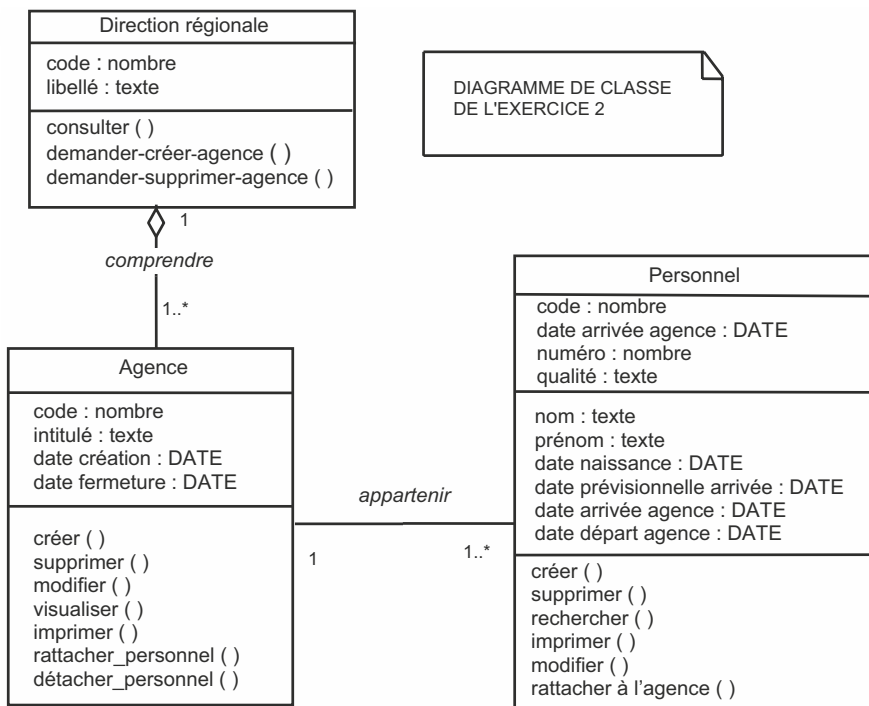 Direction régionale
code : nombre
libellé : texte
consulter ( )
demander-créer-agence ( )
demander-supprimer-agence ( )
DIAGRAMME DE CLASSE
DE L'EXERCICE 2
1
comprendre
1..*
Agence
code : nombre
intitulé : texte
date création : DATE
date fermeture : DATE
créer ( )
supprimer ( )
modifier ( )
visualiser ( )
imprimer ( )
rattacher_personnel ( )
détacher_personnel ( )
appartenir
1
1..*
Personnel
code : nombre
date arrivée agence : DATE
numéro : nombre
qualité : texte
nom : texte
prénom : texte
date naissance : DATE
date prévisionnelle arrivée : DATE
date arrivée agence : DATE
date départ agence : DATE
créer ( )
supprimer ( )
rechercher ( )
imprimer ( )
modifier ( )
rattacher à l’agence ( )